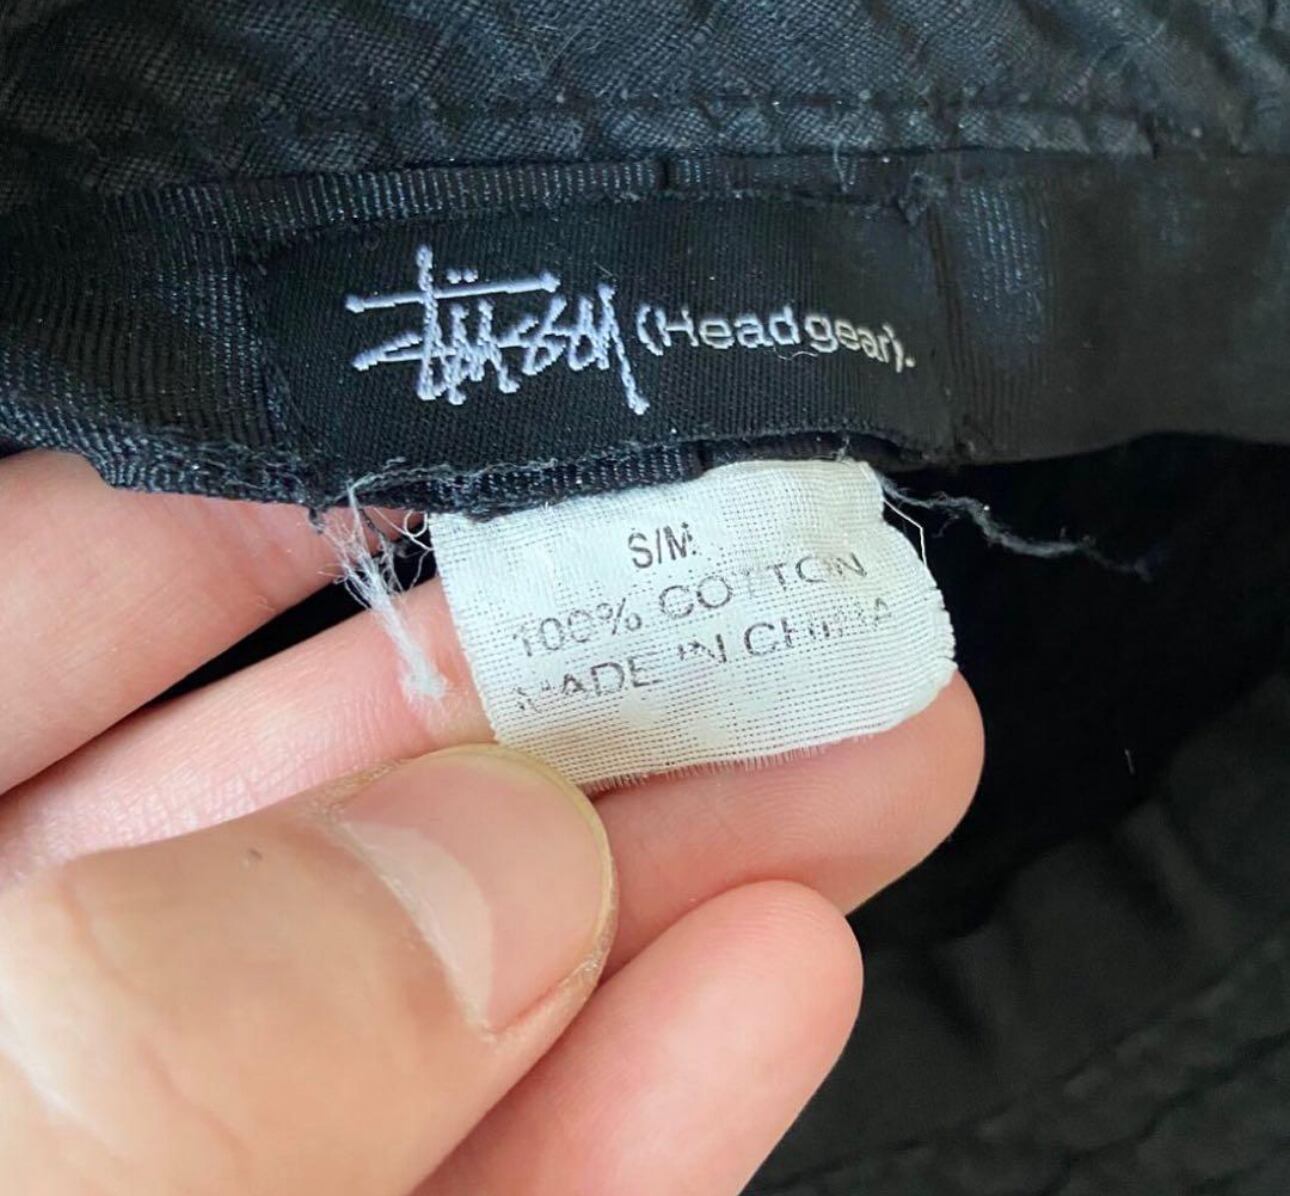 Stüssy (Headgear).
S/M
100% COTTON
MADE IN CHINA